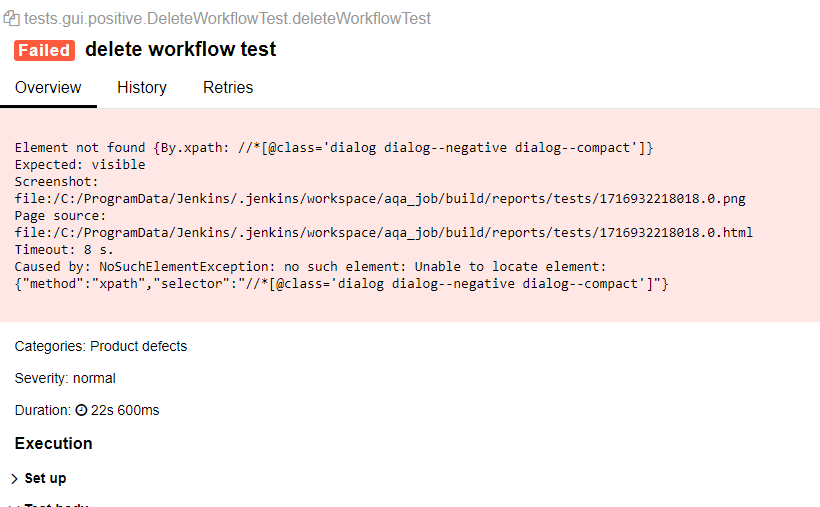 tests.gui.positive.DeleteWorkflowTest.deleteWorkflowTest
Failed delete workflow test
Overview History Retries
Element not found {By.xpath: //*[@class='dialog dialog--negative dialog--compact']}
Expected: visible
Screenshot:
file:/C:/ProgramData/Jenkins/.jenkins/workspace/aqa_job/build/reports/tests/1716932218018.0.png
Page source:
file:/C:/ProgramData/Jenkins/.jenkins/workspace/aqa_job/build/reports/tests/1716932218018.0.html
Timeout: 8 s.
Caused by: NoSuchElementException: no such element: Unable to locate element:
{"method":"xpath","selector":"//*[@class='dialog dialog--negative dialog--compact']"}
Categories: Product defects
Severity: normal
Duration: 22s 600ms
Execution
Set up
Test body